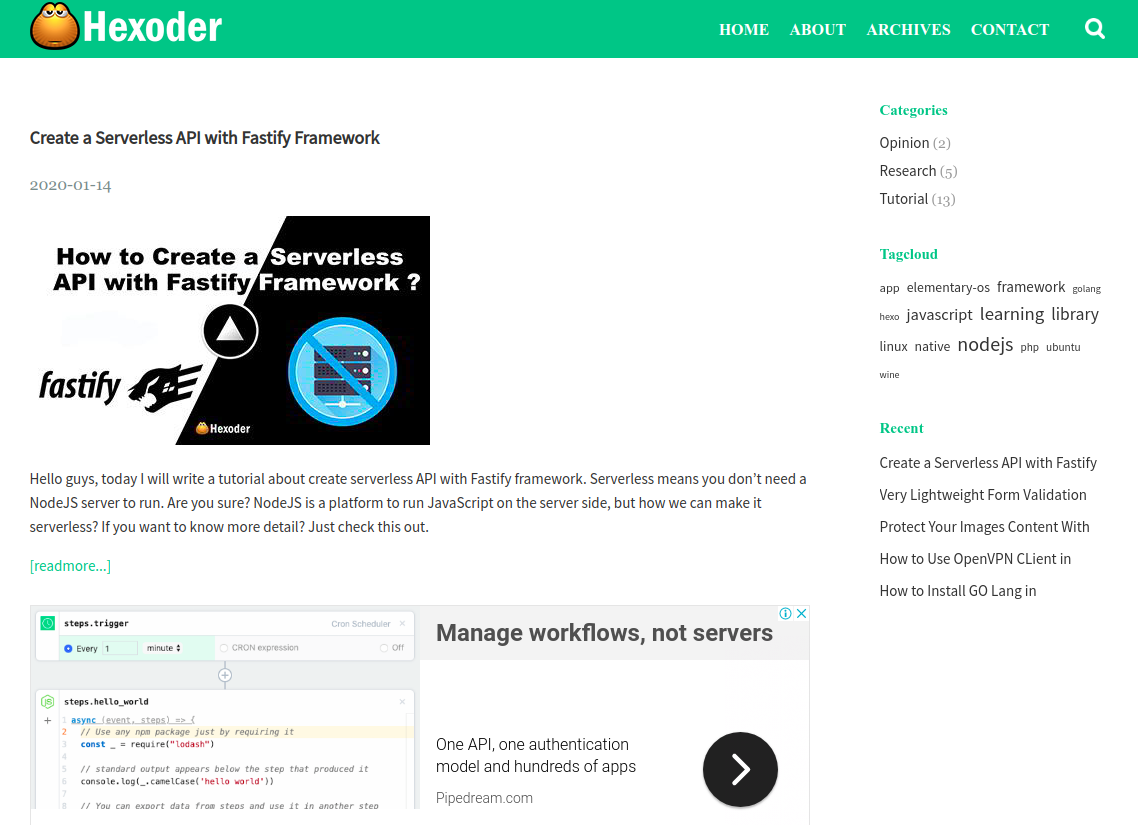 Hexoder
HOME ABOUT ARCHIVES CONTACT
Create a Serverless API with Fastify Framework
2020-01-14
How to Create a Serverless
API with Fastify Framework ?
fastify
Hexoder
Hello guys, today I will write a tutorial about create serverless API with Fastify framework. Serverless means you don’t need a
NodeJS server to run. Are you sure? NodeJS is a platform to run JavaScript on the server side, but how we can make it
serverless? If you want to know more detail? Just check this out.
[readmore...]
steps.trigger Cron Scheduler ×
Every 1 minute CRON expression Off
steps.hello_world ×
1 async (event, steps) => {
2 // Use any npm package just by requiring it
3 const _ = require("lodash")
4
5 // standard output appears below the step that produced it
6 console.log(_.camelCase('hello world'))
7
8 // You can export data from steps and use it in another step
Manage workflows, not servers
One API, one authentication
model and hundreds of apps
Pipedream.com
Categories
Opinion (2)
Research (5)
Tutorial (13)
Tagcloud
app elementary-os framework golang
hexo javascript learning library
linux native nodejs php ubuntu
wine
Recent
Create a Serverless API with Fastify
Very Lightweight Form Validation
Protect Your Images Content With
How to Use OpenVPN CLient in
How to Install GO Lang in